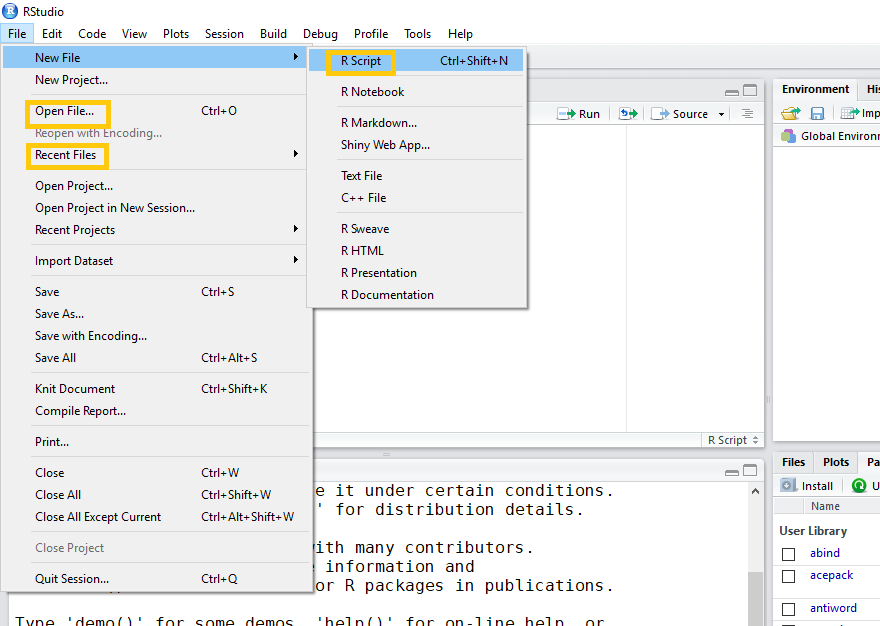 RStudio
File Edit Code View Plots Session Build Debug Profile Tools Help
New File
New Project...
Open File... Ctrl+O
Reopen with Encoding...
Recent Files
Open Project...
Open Project in New Session...
Recent Projects
Import Dataset
Save Ctrl+S
Save As...
Save with Encoding...
Save All Ctrl+Alt+S
Knit Document Ctrl+Shift+K
Compile Report...
Print...
Close Ctrl+W
Close All Ctrl+Shift+W
Close All Except Current Ctrl+Alt+Shift+W
Close Project
Quit Session... Ctrl+Q
R Script Ctrl+Shift+N
R Notebook
R Markdown...
Shiny Web App...
Text File
C++ File
R Sweave
R HTML
R Presentation
R Documentation
Run Source
R Script
e it under certain conditions.
' for distribution details.
ith many contributors.
e information and
or R packages in publications.
Type 'demo()' for some demos, 'help()' for on-line help, or
Environment His
Imp
Global Environ
Files Plots Pa
Install U
Name
User Library
abind
acepack
antiword